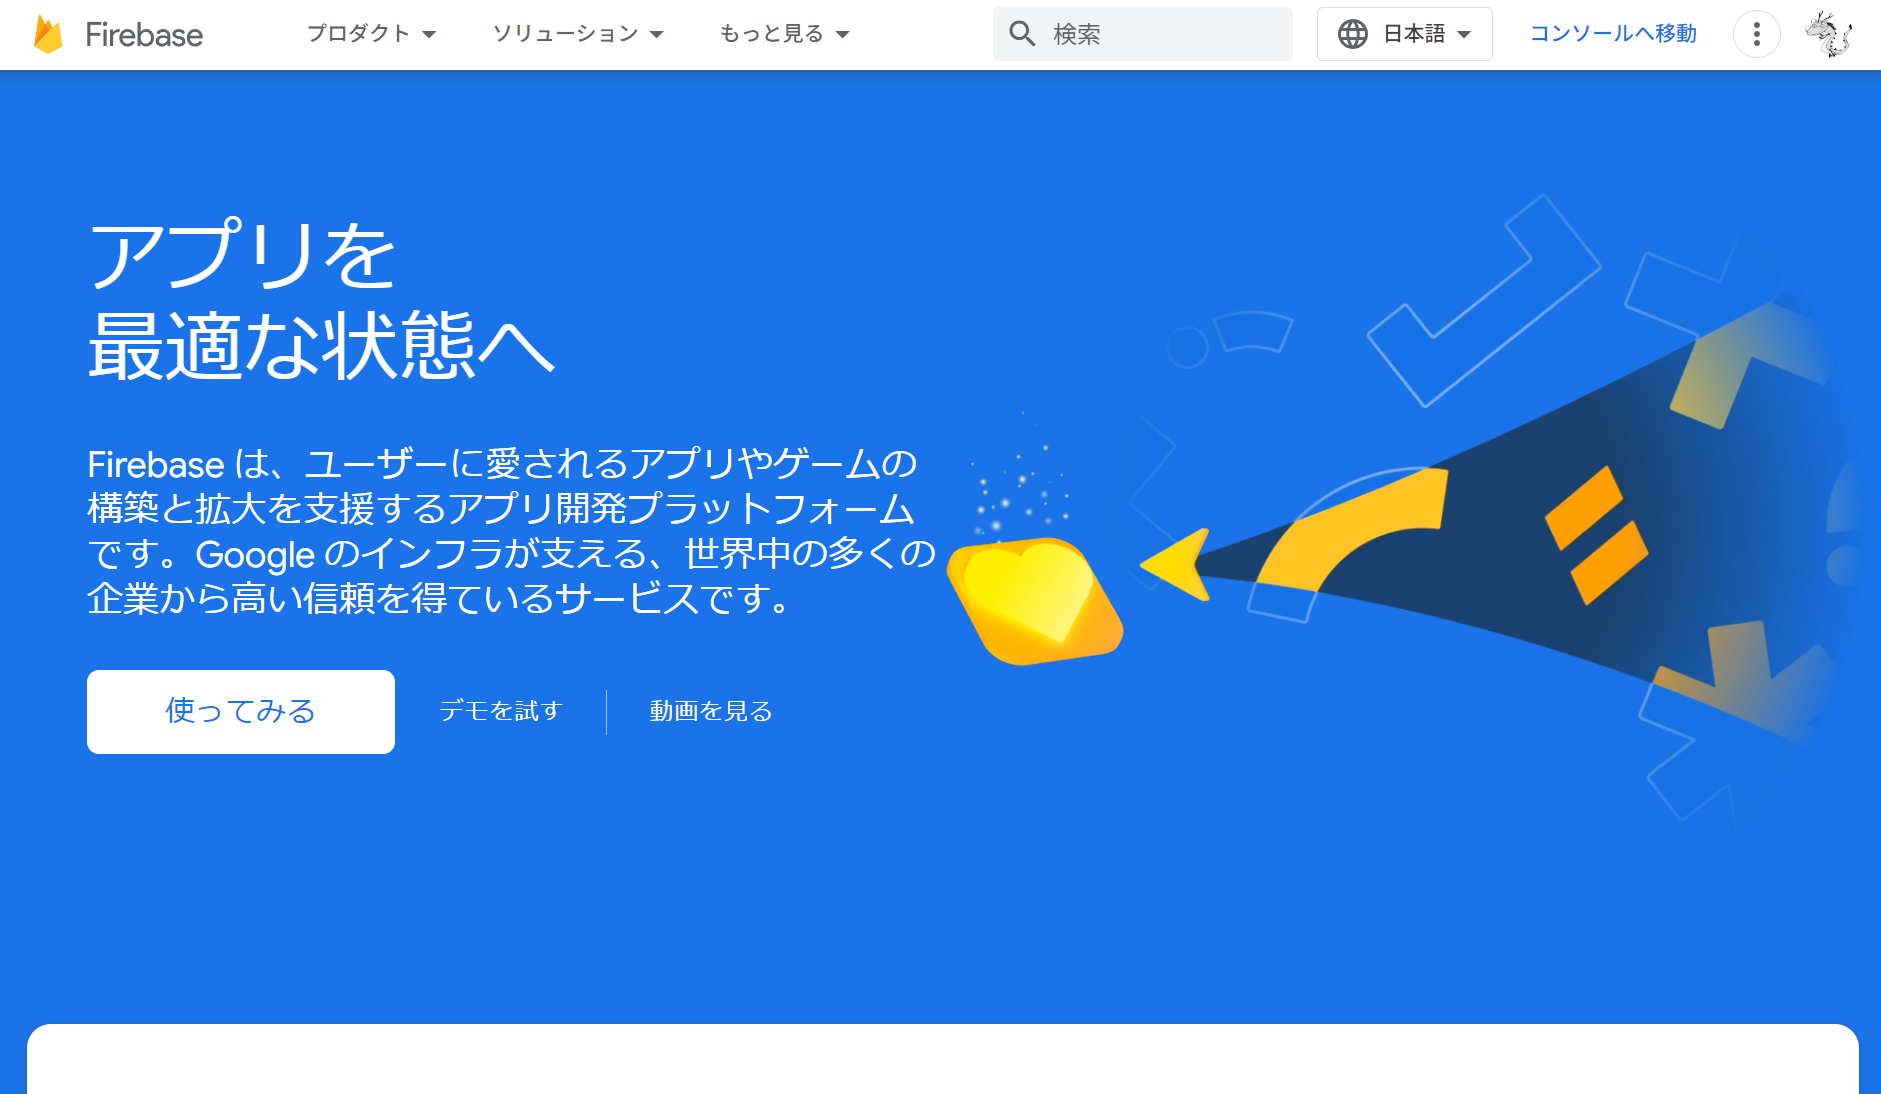 Firebase
プロダクト
ソリューション
もっと見る
検索
日本語
コンソールへ移動
アプリを
最適な状態へ
Firebase は、ユーザーに愛されるアプリやゲームの
構築と拡大を支援するアプリ開発プラットフォーム
です。Google のインフラが支える、世界中の多くの
企業から高い信頼を得ているサービスです。
使ってみる
デモを試す
動画を見る